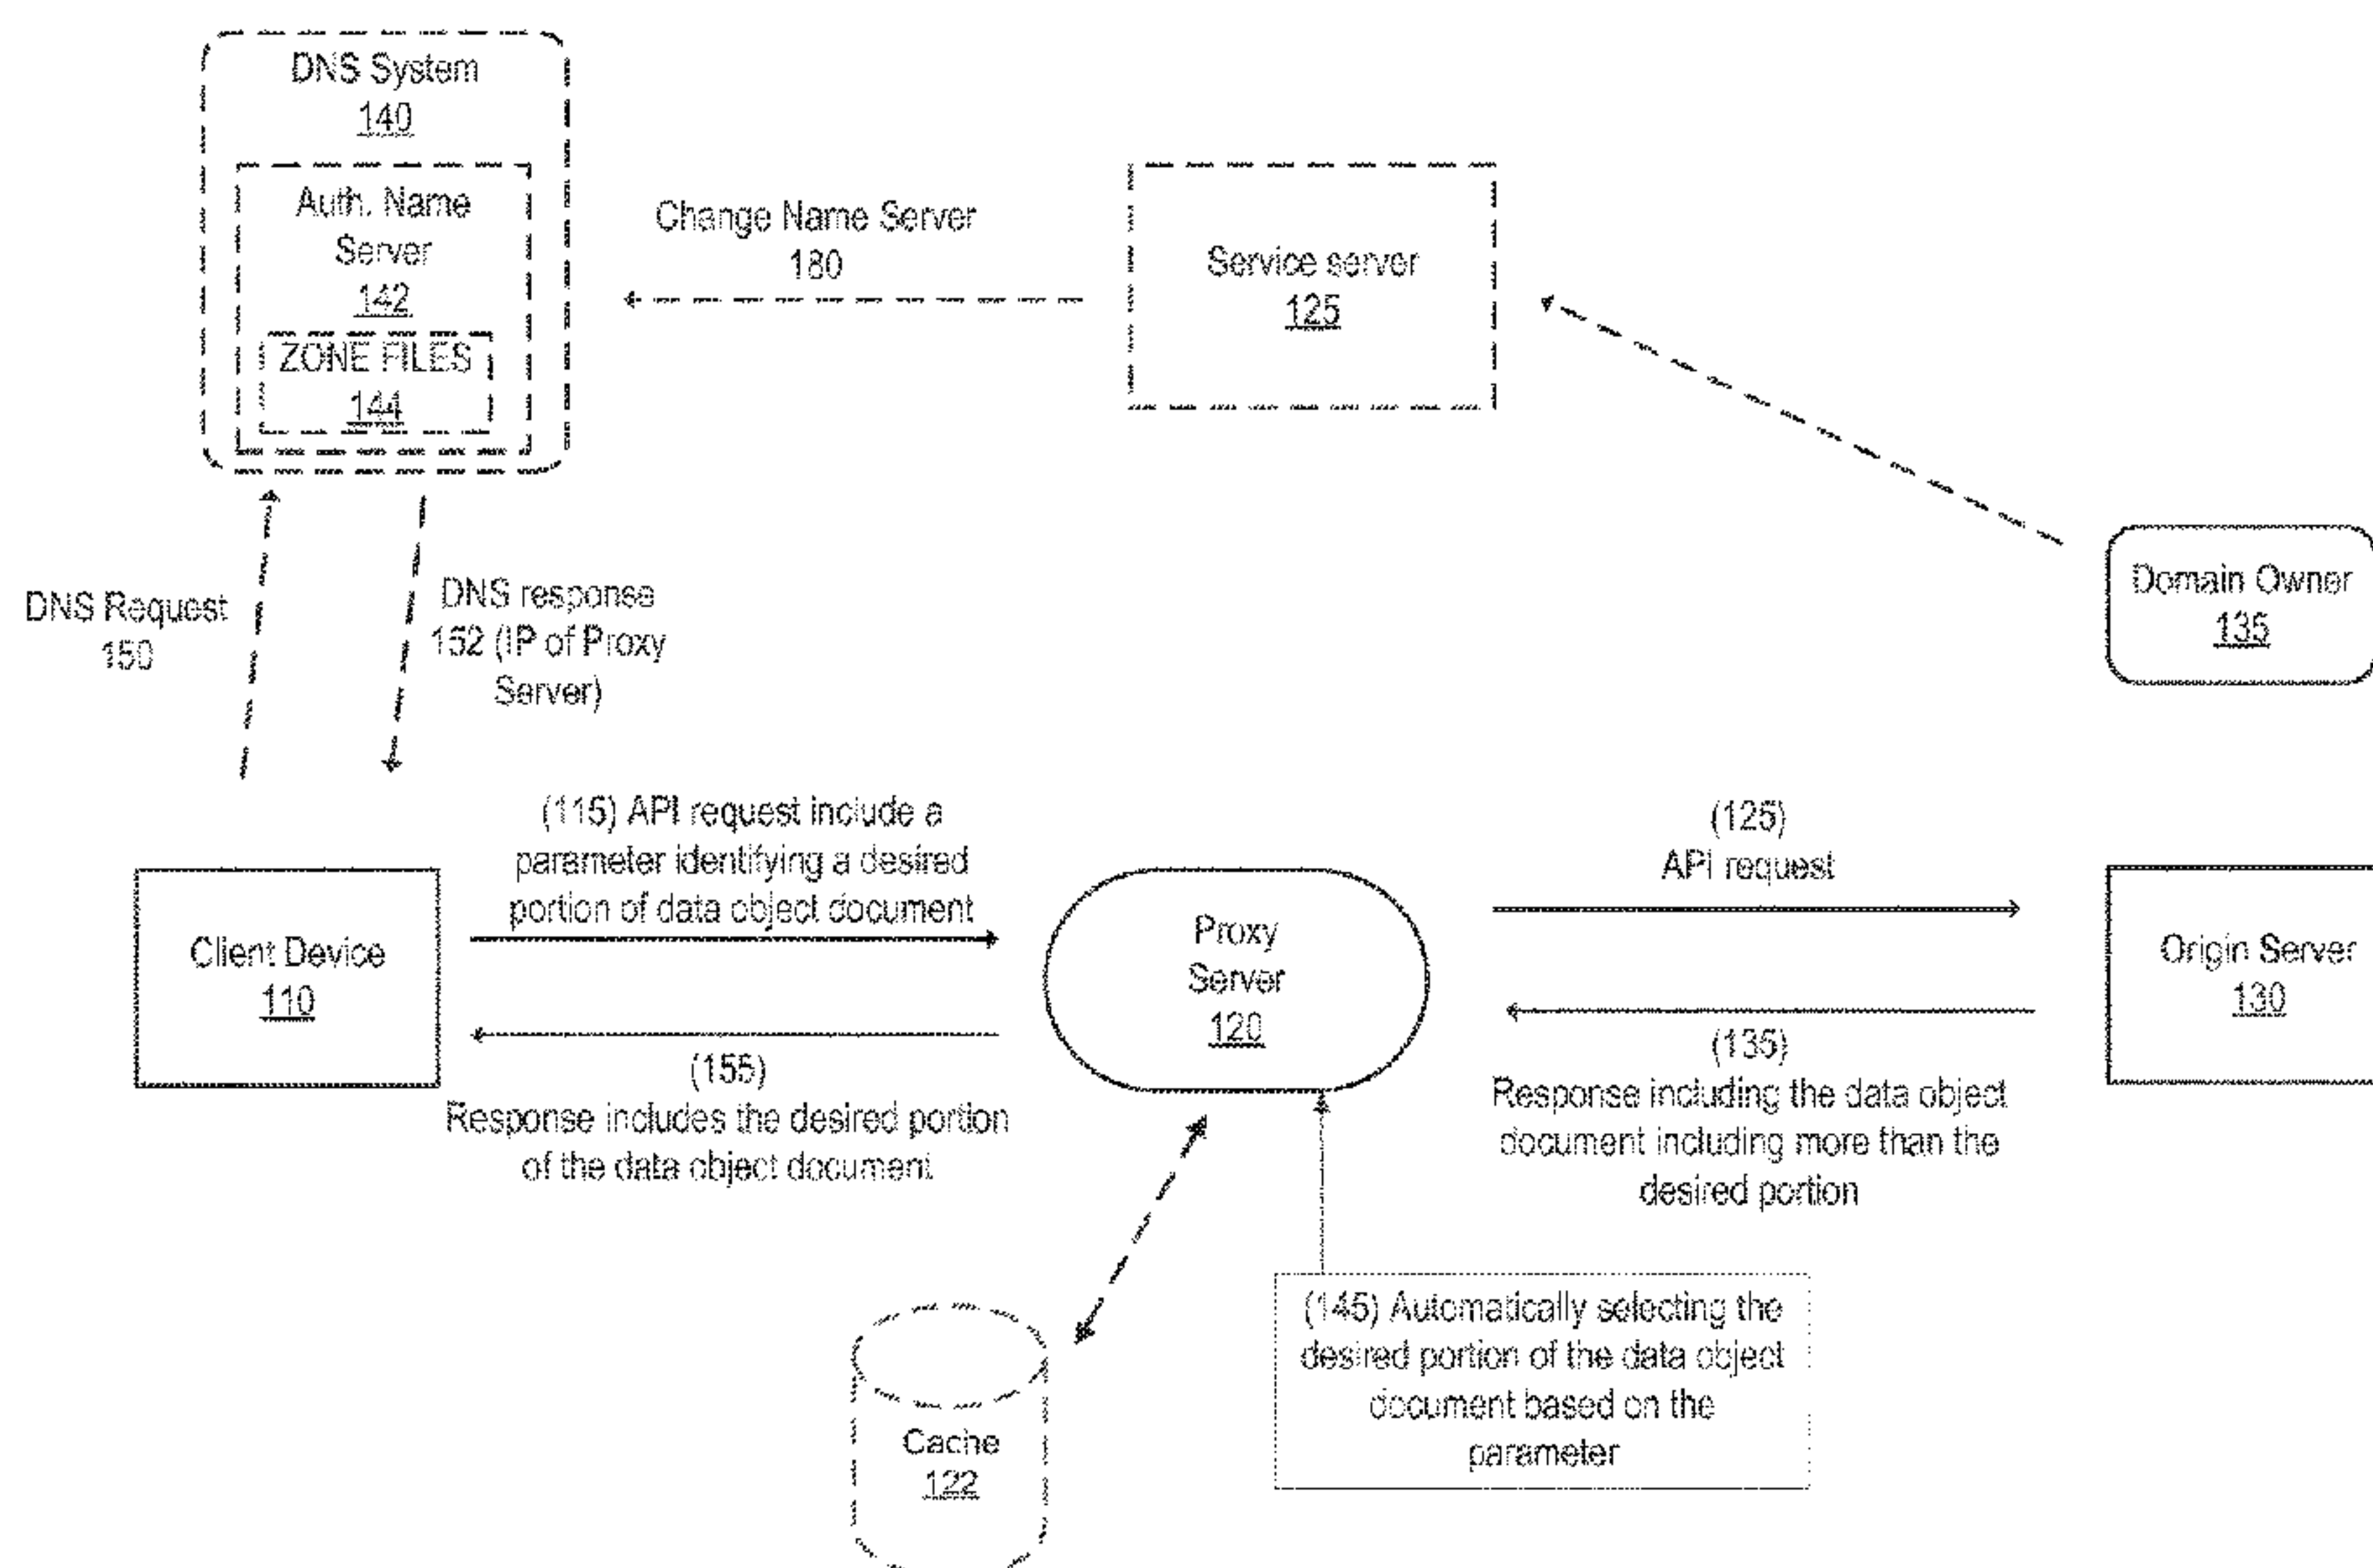 DNS System
140
Auth. Name
Server
142
ZONE FILES
144
Change Name Server
180
Service server
125
Domain Owner
135
DNS Request
150
DNS response
152 (IP of Proxy
Server)
(115) API request include a
parameter identifying a desired
portion of data object document
(125)
API request
Client Device
110
Proxy
Server
120
Origin Server
130
(155)
Response includes the desired portion
of the data object document
(135)
Response including the data object
document including more than the
desired portion
(145) Automatically selecting the
desired portion of the data object
document based on the
parameter
Cache
122